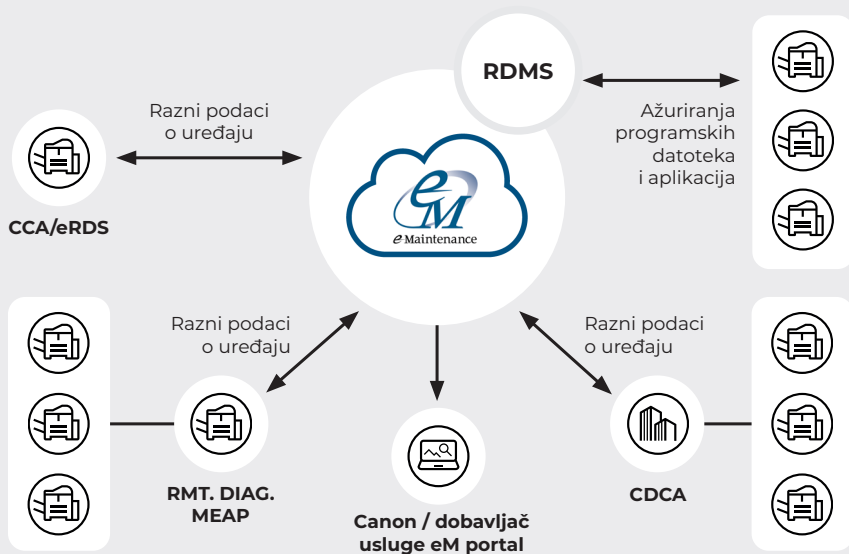 RDMS
Razni podaci
o uređaju
Ažuriranja
programskih
datoteka
i aplikacija
CCA/eRDS
eM
e-Maintenance
Razni podaci
o uređaju
Razni podaci
o uređaju
RMT. DIAG.
MEAP
Canon / dobavljač
usluge eM portal
CDCA